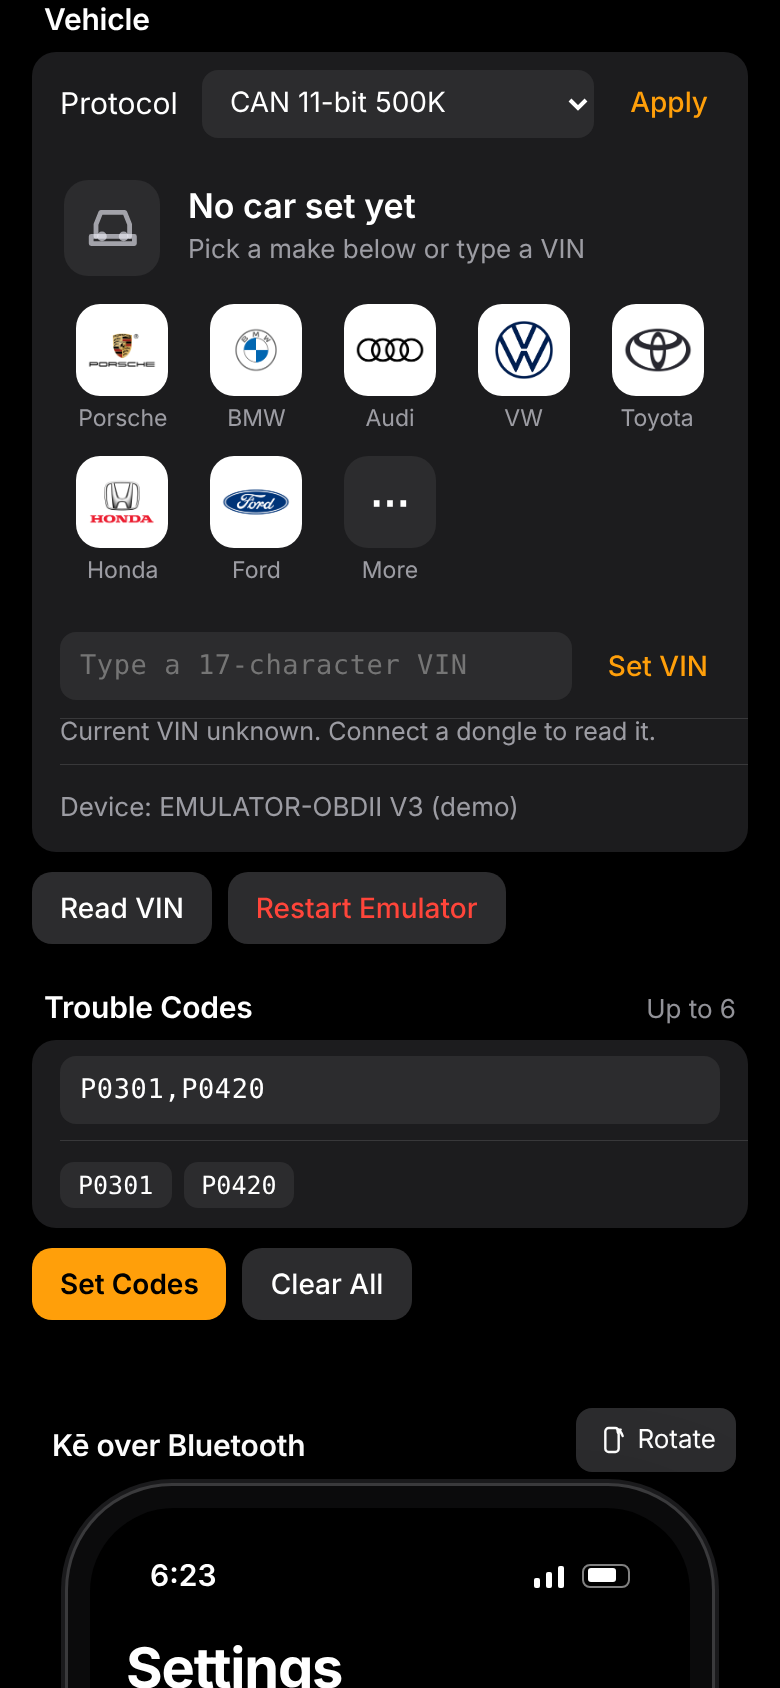 Vehicle
Protocol
CAN 11-bit 500K
Apply
No car set yet
Pick a make below or type a VIN
PORSCHE
BMW
HONDA
Ford
Porsche
BMW
Audi
VW
Toyota
Honda
Ford
More
Type a 17-character VIN
Set VIN
Current VIN unknown. Connect a dongle to read it.
Device: EMULATOR-OBDII V3 (demo)
Read VIN
Restart Emulator
Trouble Codes
Up to 6
P0301,P0420
P0301
P0420
Set Codes
Clear All
Kē over Bluetooth
Rotate
6:23
Settings